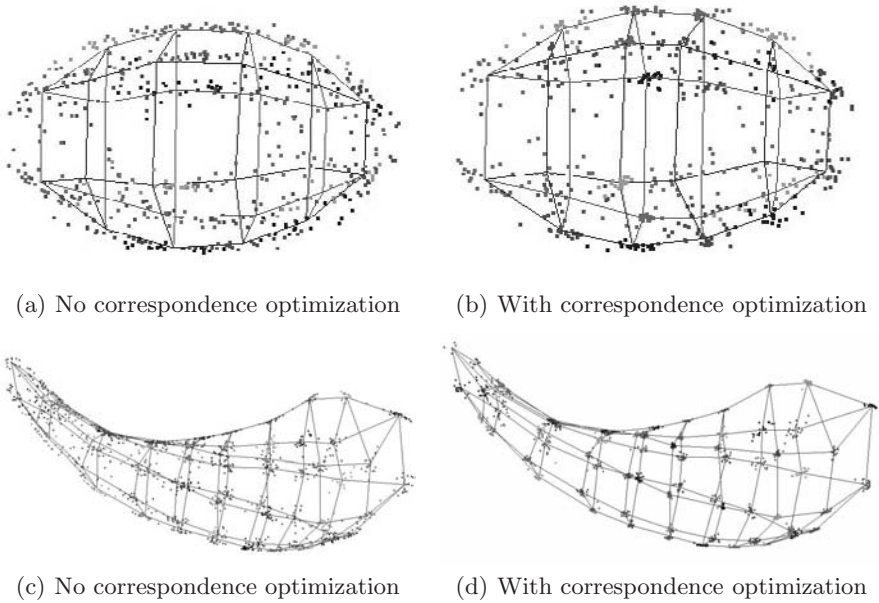 (a) No correspondence optimization
(b) With correspondence optimization
(c) No correspondence optimization
(d) With correspondence optimization